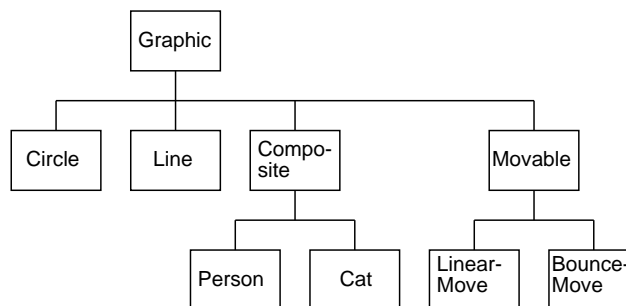 Graphic
Circle
Line
Compo-
site
Movable
Person
Cat
Linear-
Move
Bounce-
Move